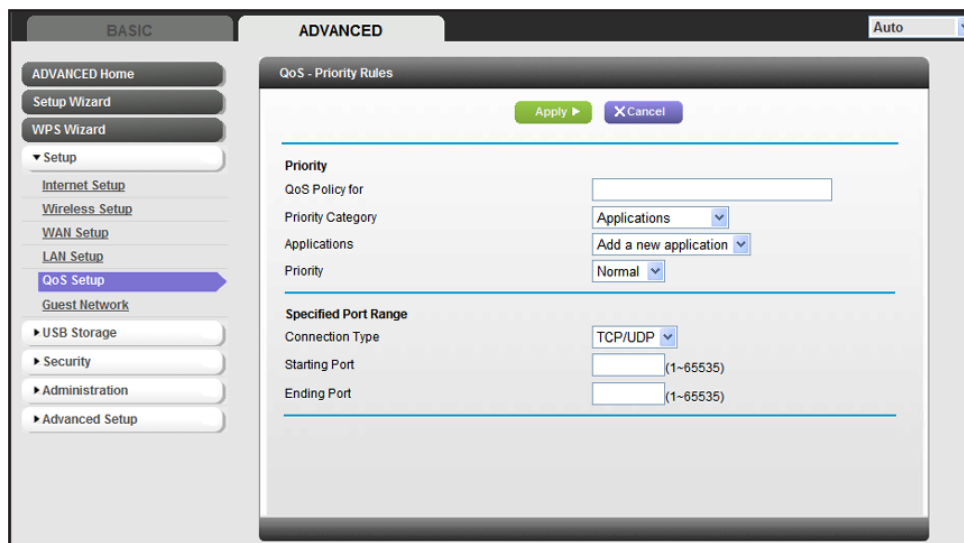 BASIC
ADVANCED
Auto
ADVANCED Home
Setup Wizard
WPS Wizard
Setup
Internet Setup
Wireless Setup
WAN Setup
LAN Setup
QoS Setup
Guest Network
USB Storage
Security
Administration
Advanced Setup
QoS - Priority Rules
Apply
Cancel
Priority
QoS Policy for
Priority Category Applications
Applications Add a new application
Priority Normal
Specified Port Range
Connection Type TCP/UDP
Starting Port (1~65535)
Ending Port (1~65535)